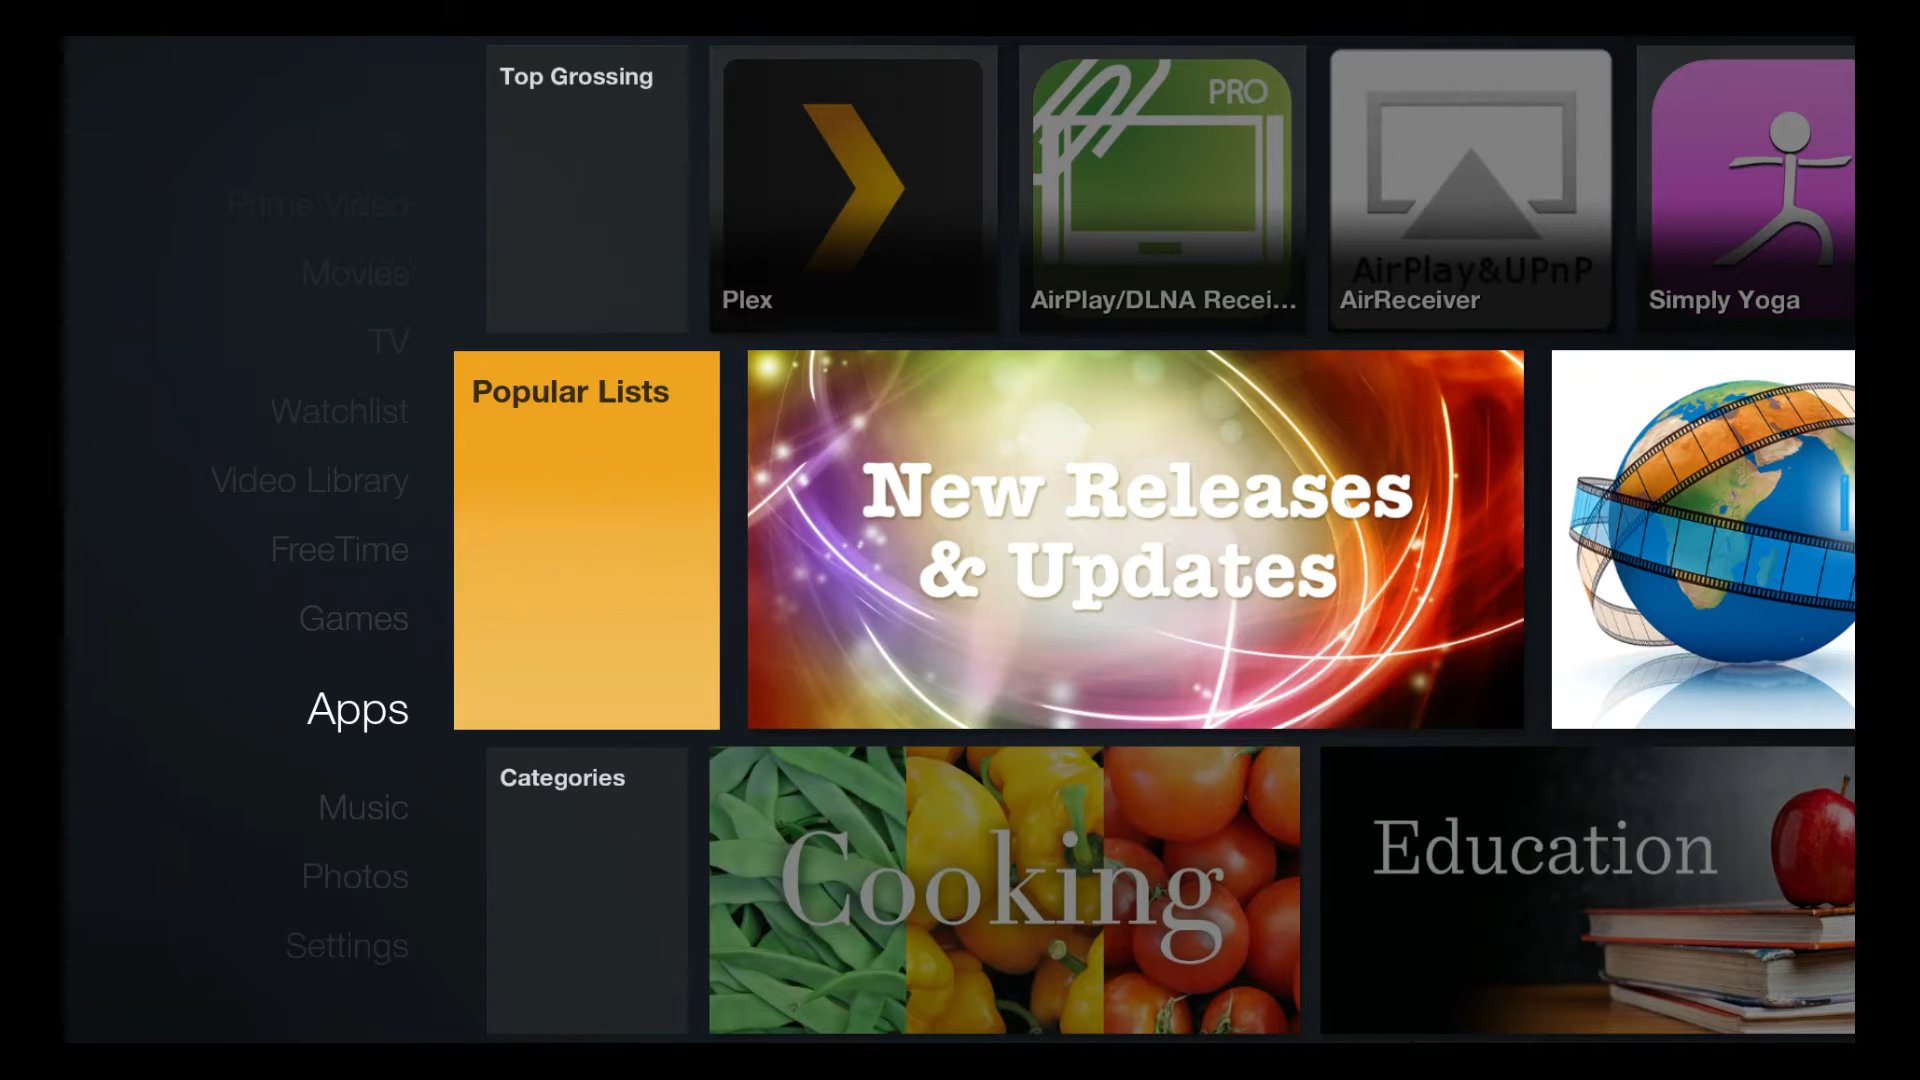 Prime Video
Movies
TV
Watchlist
Video Library
FreeTime
Games
Apps
Music
Photos
Settings
Top Grossing
Plex
PRO
AirPlay/DLNA Recei...
AirPlay&UPnP
AirReceiver
Simply Yoga
Popular Lists
New Releases
& Updates
Categories
Cooking
Education